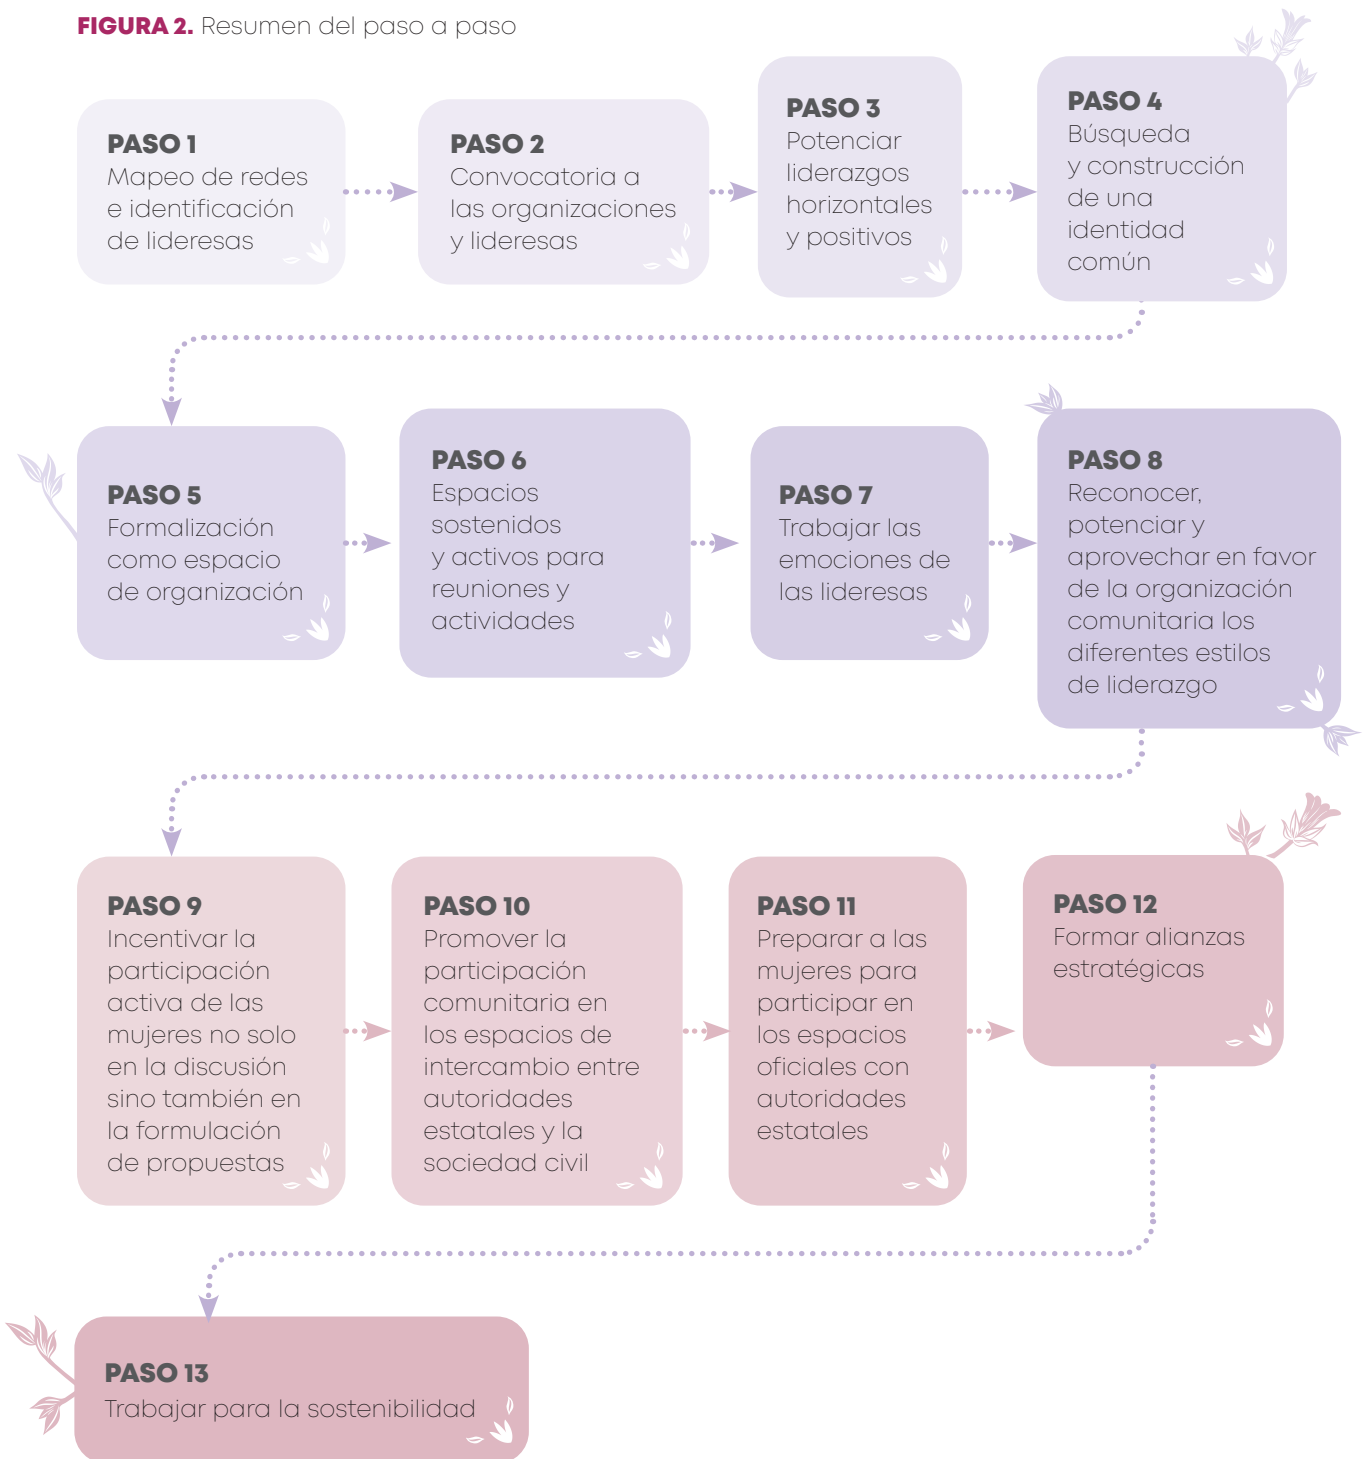 FIGURA 2. Resumen del paso a paso
PASO 1
Mapeo de redes
e identificación
de lideresas
PASO 2
Convocatoria a
las organizaciones
y lideresas
PASO 3
Potenciar
liderazgos
horizontales
y positivos
PASO 4
Búsqueda
y construcción
de una
identidad
común
PASO 5
Formalización
como espacio
de organización
PASO 6
Espacios
sostenidos
y activos para
reuniones y
actividades
PASO 7
Trabajar las
emociones de
las lideresas
PASO 8
Reconocer,
potenciar y
aprovechar en favor
de la organización
comunitaria los
diferentes estilos
de liderazgo
PASO 9
Incentivar la
participación
activa de las
mujeres no solo
en la discusión
sino también en
la formulación
de propuestas
PASO 10
Promover la
participación
comunitaria en
los espacios de
intercambio entre
autoridades
estatales y la
sociedad civil
PASO 11
Preparar a las
mujeres para
participar en
los espacios
oficiales con
autoridades
estatales
PASO 12
Formar alianzas
estratégicas
PASO 13
Trabajar para la sostenibilidad